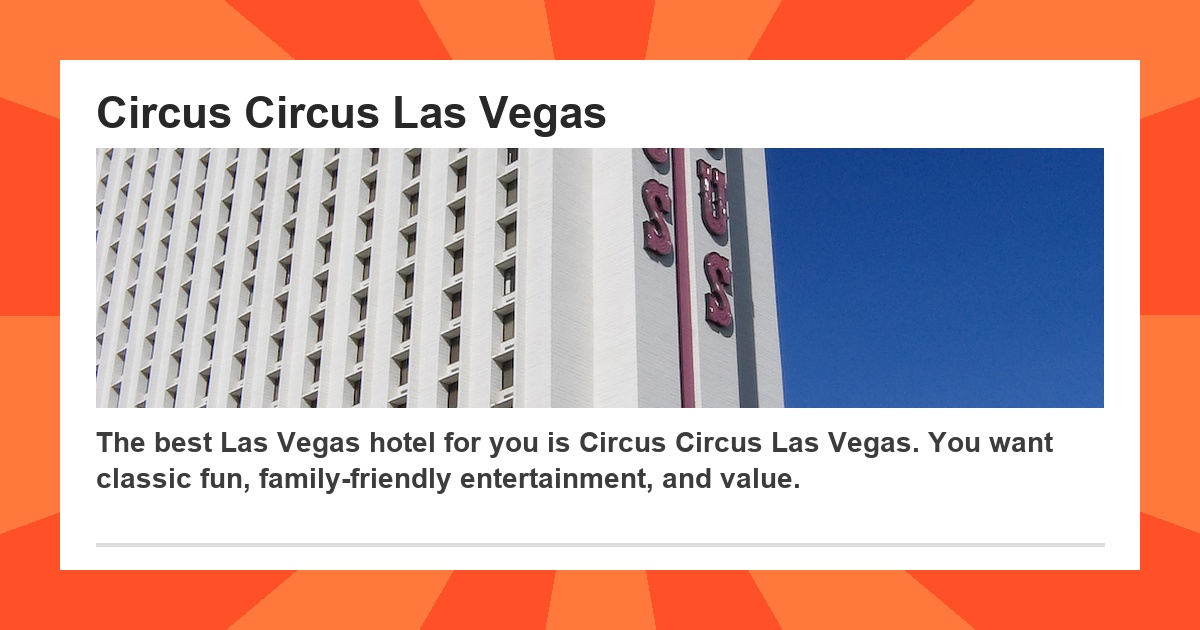 Circus Circus Las Vegas
S
US
The best Las Vegas hotel for you is Circus Circus Las Vegas. You want
classic fun, family-friendly entertainment, and value.